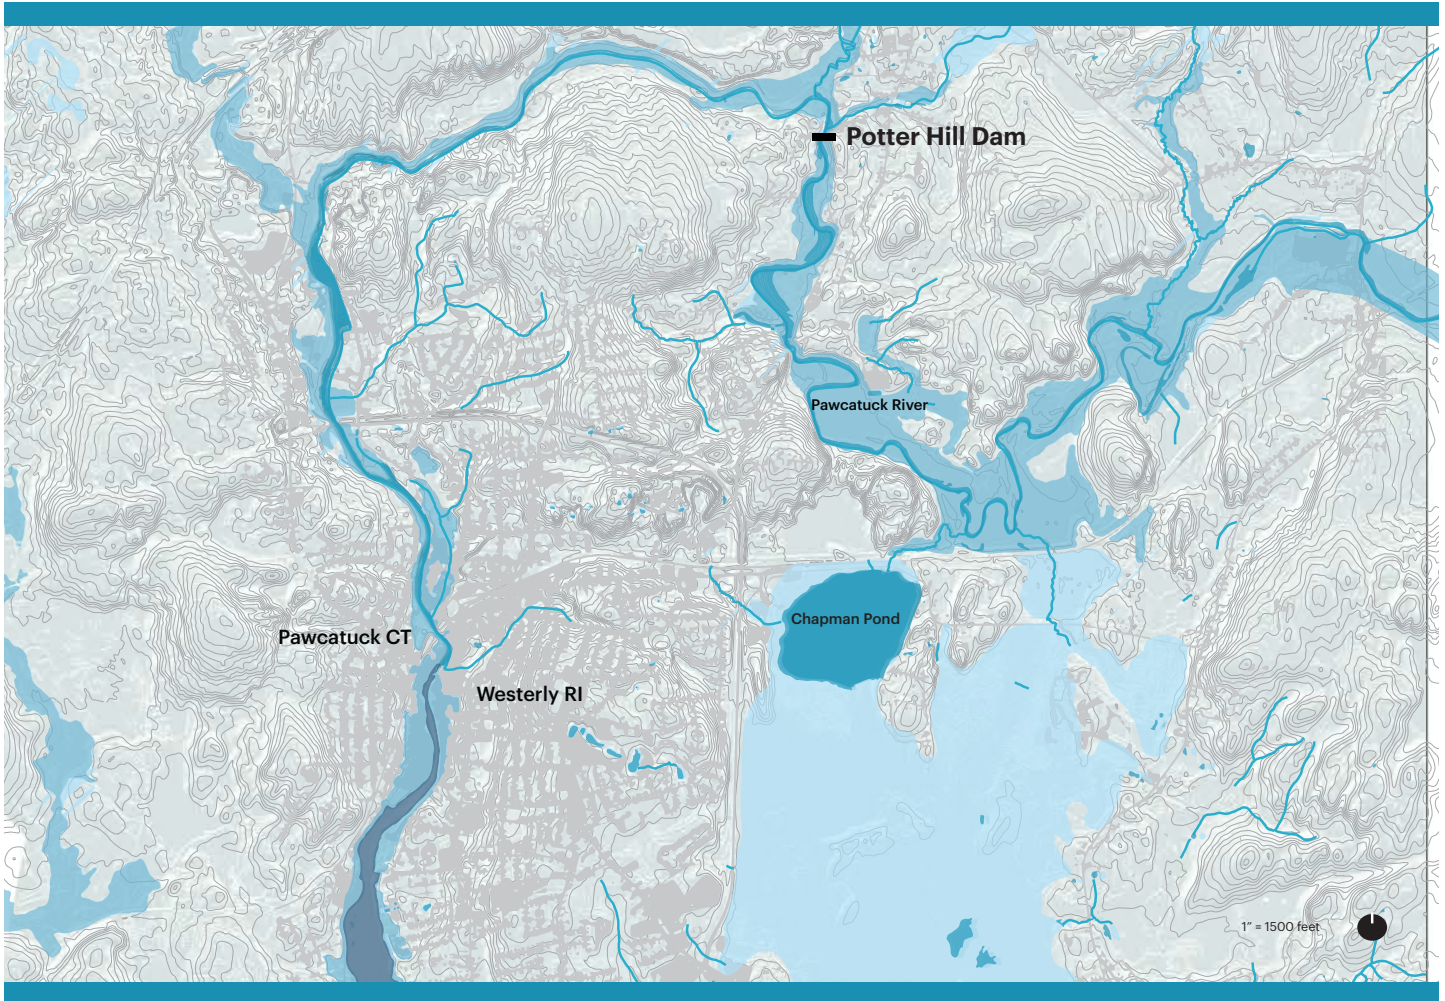 Potter Hill Dam
Pawcatuck River
Chapman Pond
Pawcatuck CT
Westerly RI
1" = 1500 feet